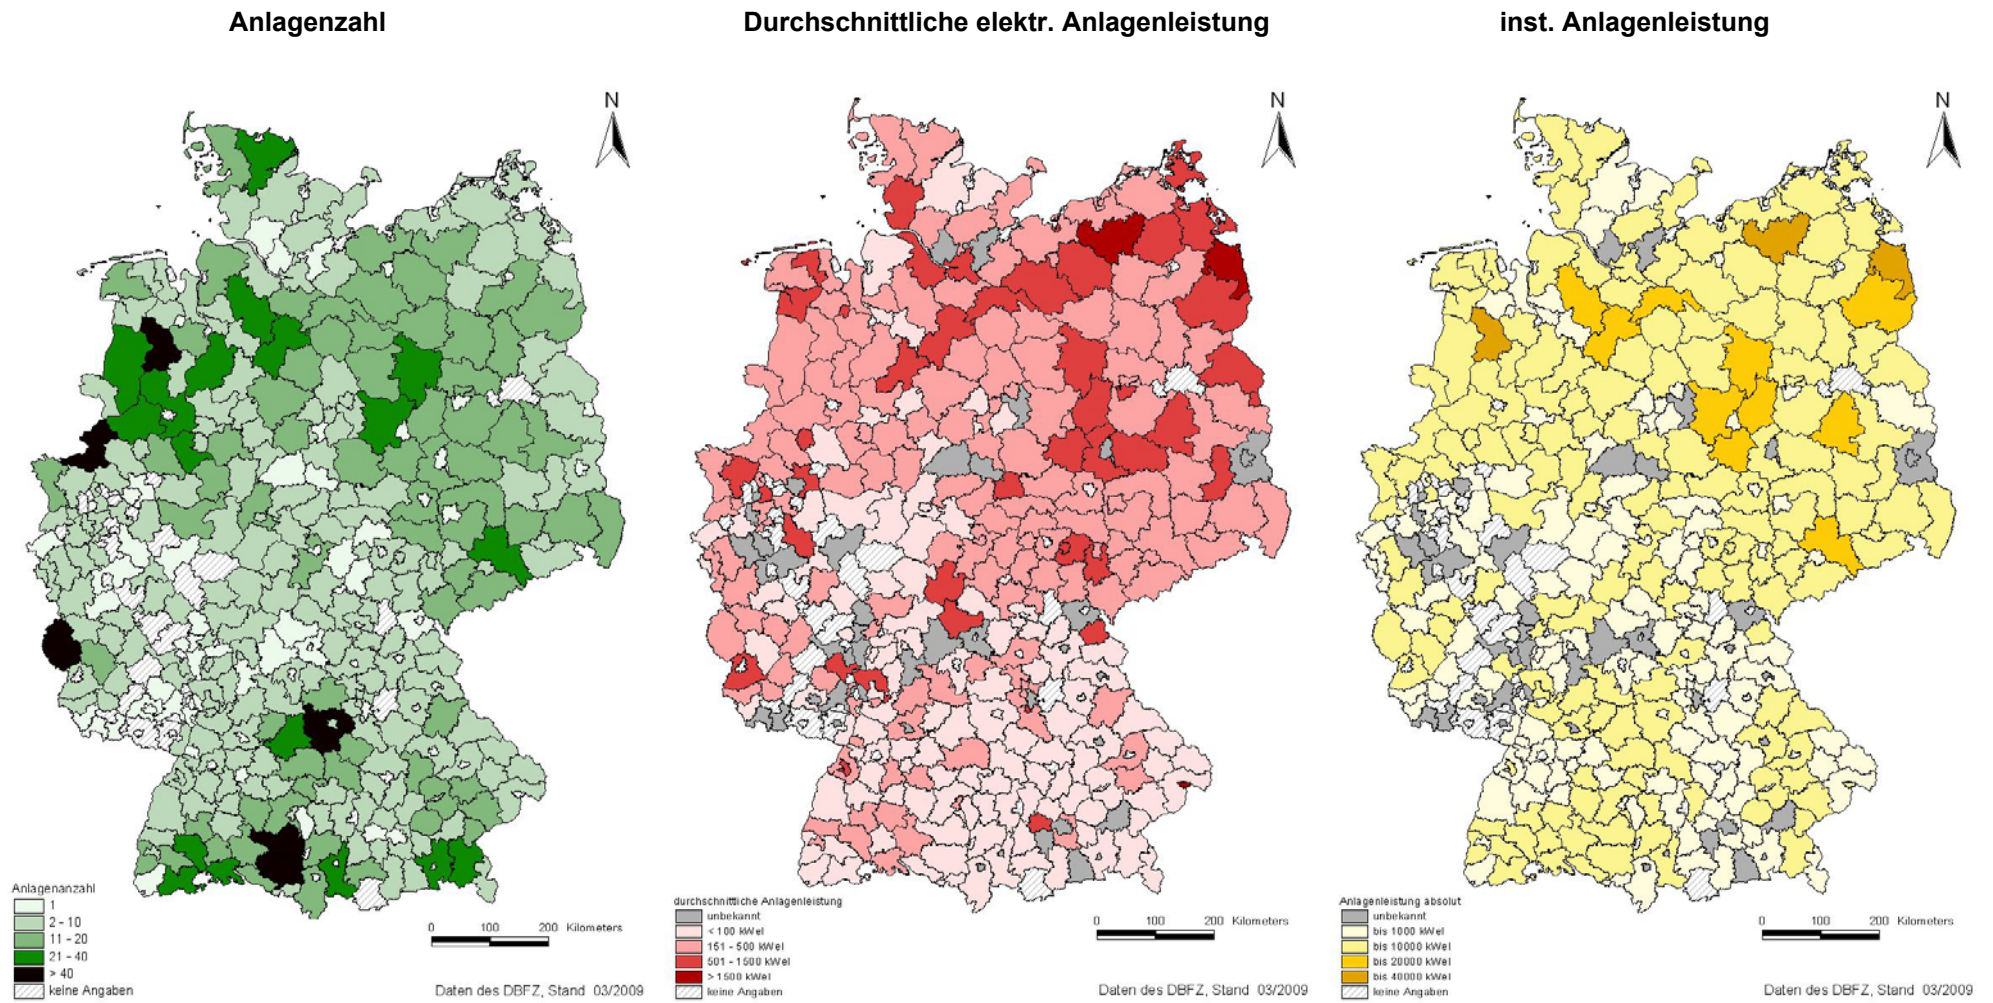 Anlagenzahl
Durchschnittliche elektr. Anlagenleistung
inst. Anlagenleistung
N
N
N
Anlagenanzahl
1
2 - 10
11 - 20
21 - 40
> 40
keine Angaben
0 100 200 Kilometers
Daten des DBFZ, Stand 03/2009
durchschnittliche Anlagenleistung
unbekannt
< 100 kWel
151 - 500 kWel
501 - 1500 kWel
> 1500 kWel
keine Angaben
0 100 200 Kilometers
Daten des DBFZ, Stand 03/2009
Anlagenleistung absolut
unbekannt
bis 1000 kWel
bis 10000 kWel
bis 20000 kWel
bis 40000 kWel
keine Angaben
0 100 200 Kilometers
Daten des DBFZ, Stand 03/2009